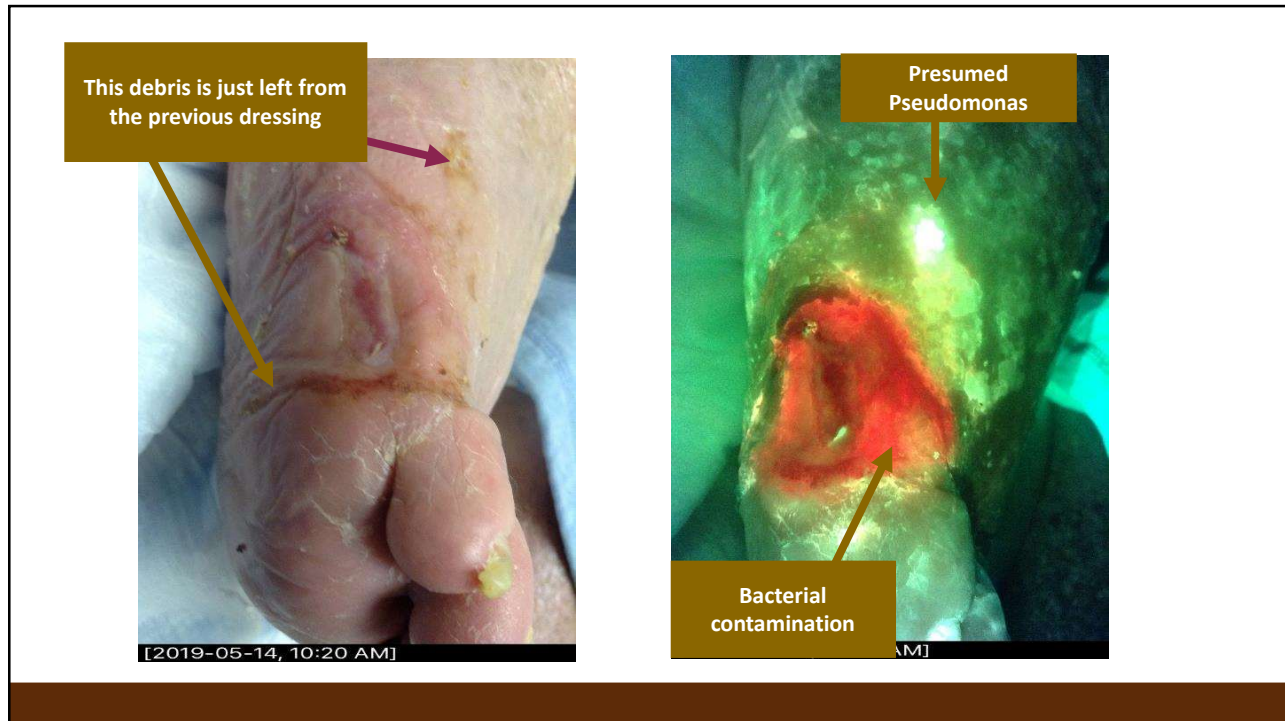 This debris is just left from
the previous dressing
Presumed
Pseudomonas
Bacterial
contamination
[2019-05-14, 10:20 AM]
AM]